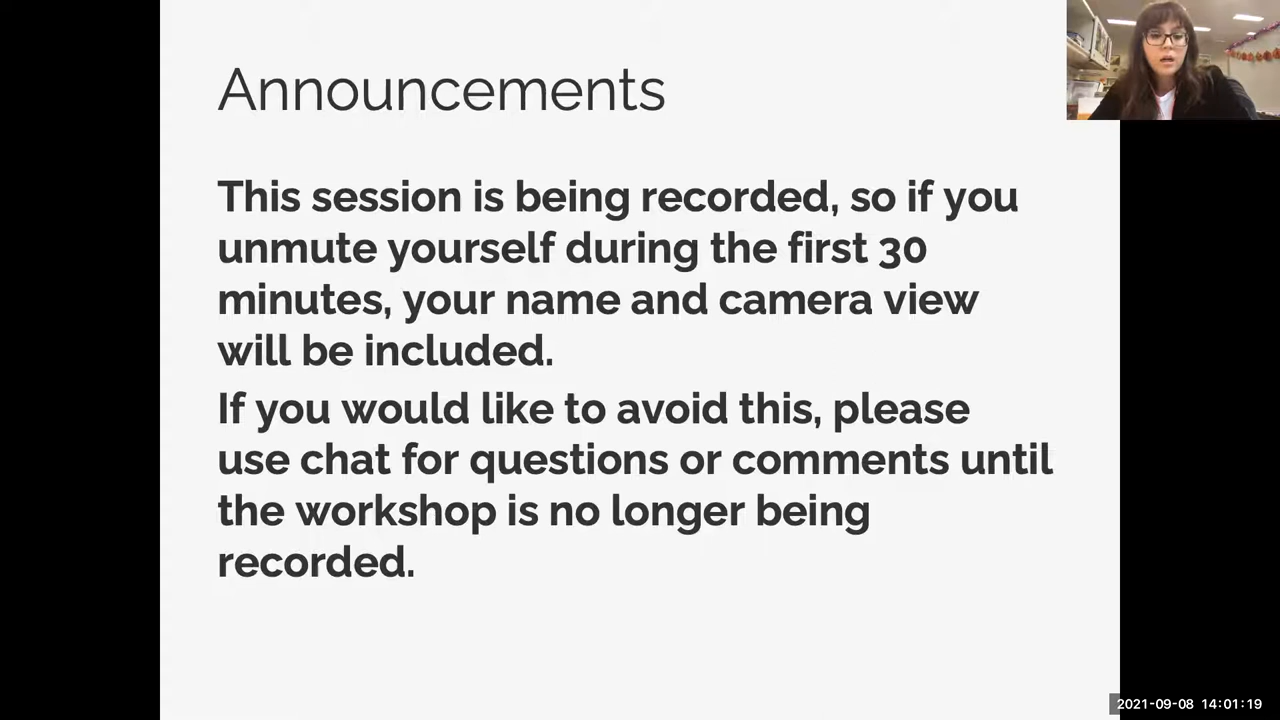 Announcements
This session is being recorded, so if you
unmute yourself during the first 30
minutes, your name and camera view
will be included.
If you would like to avoid this, please
use chat for questions or comments until
the workshop is no longer being
recorded.
2021-09-08 14:01:19